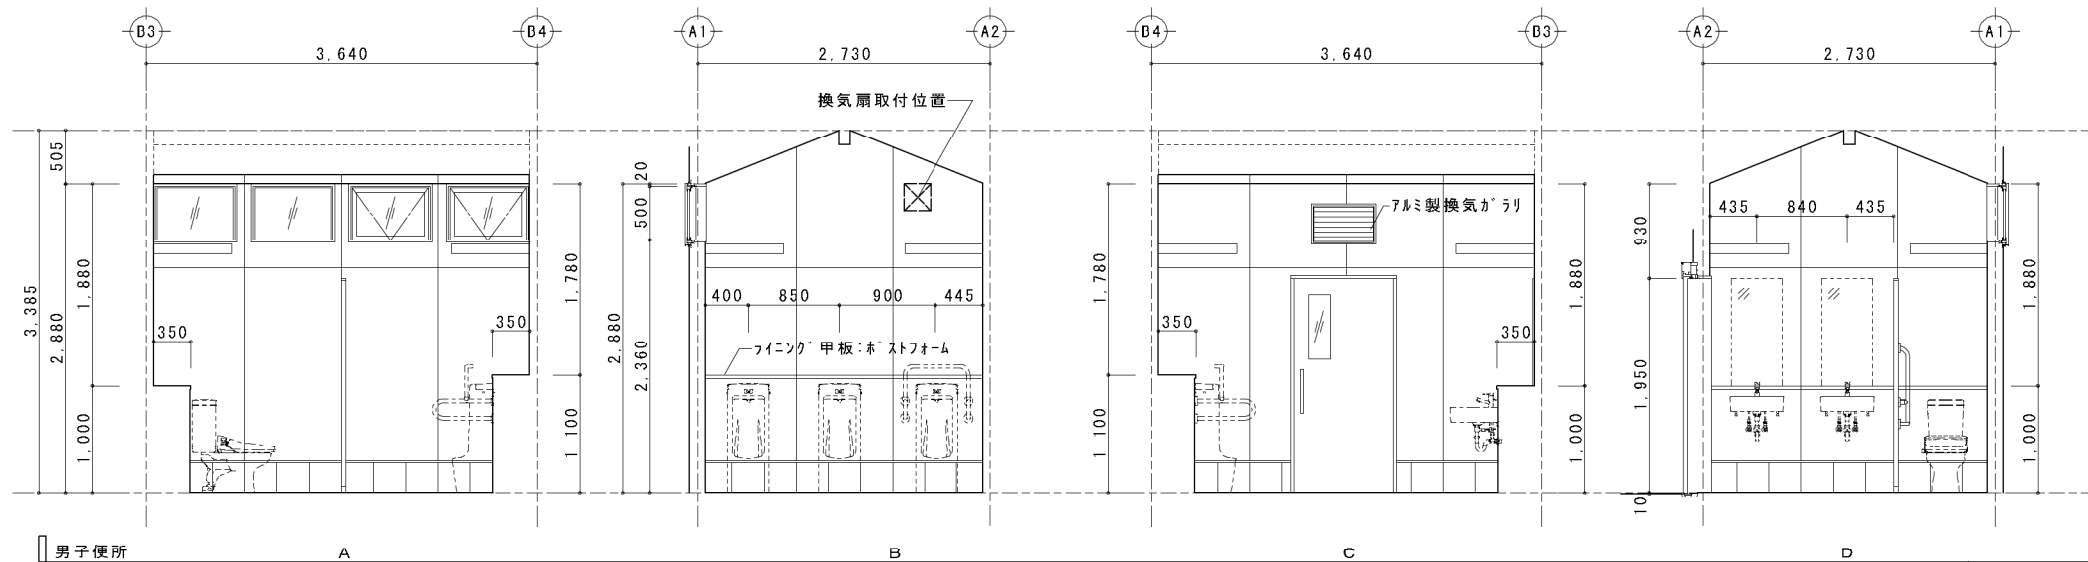 B3 B4 A1 A2 B4 B3 A2 A1
3,640 2,730 3,640 2,730
換気扇取付位置
505 20
500
アルミ製換気ガラリ
435 840 435
930
1,880 1,780 1,780 1,880 1,880
3,385 2,880 2,880 2,360
400 850 900 445
350 350 350 350
ライニング甲板:ポストフォーム
1,950
1,000 1,100 1,100 1,000 1,000
10
男子便所 A B C D